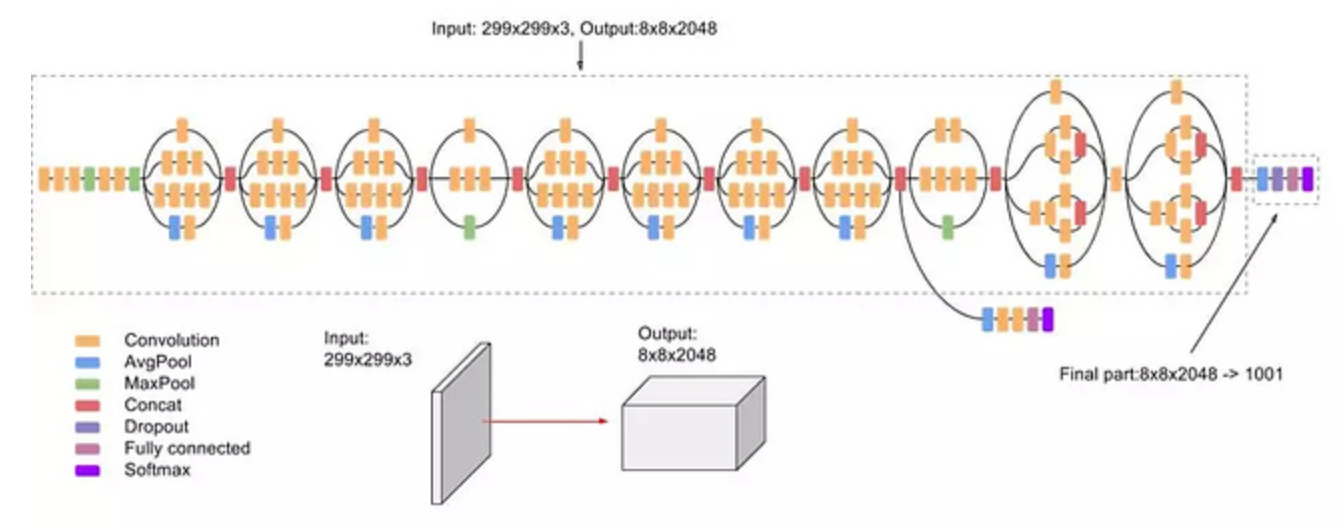 Input: 299x299x3, Output:8x8x2048
Convolution
AvgPool
MaxPool
Concat
Dropout
Fully connected
Softmax
Input:
299x299x3
Output:
8x8x2048
Final part:8x8x2048 -> 1001